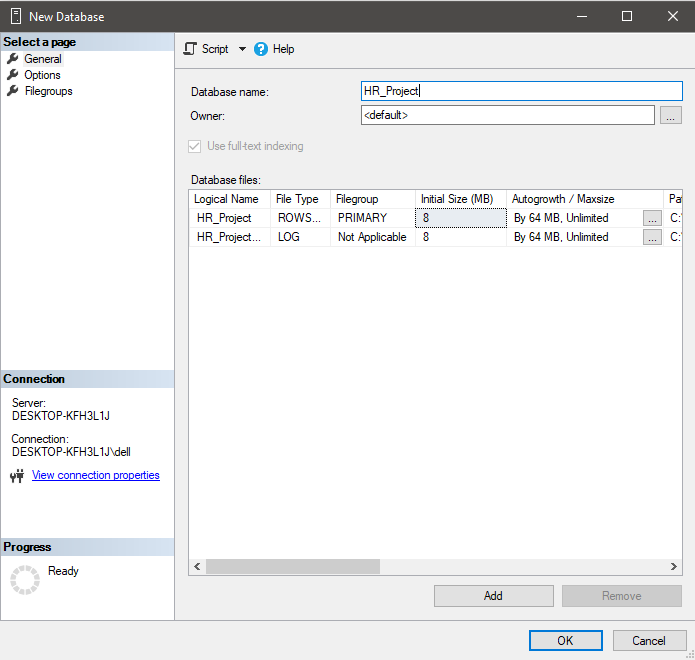 New Database
Select a page
General
Options
Filegroups
Script
Help
Database name:
HR_Project
Owner:
<default>
...
Use full-text indexing
Database files:
Logical Name File Type Filegroup Initial Size (MB) Autogrowth / Maxsize Pa
HR_Project ROWS... PRIMARY 8 By 64 MB, Unlimited ... C:
HR_Project... LOG Not Applicable 8 By 64 MB, Unlimited ... C:
Connection
Server:
DESKTOP-KFH3L1J
Connection:
DESKTOP-KFH3L1J\dell
View connection properties
Progress
Ready
Add
Remove
OK
Cancel